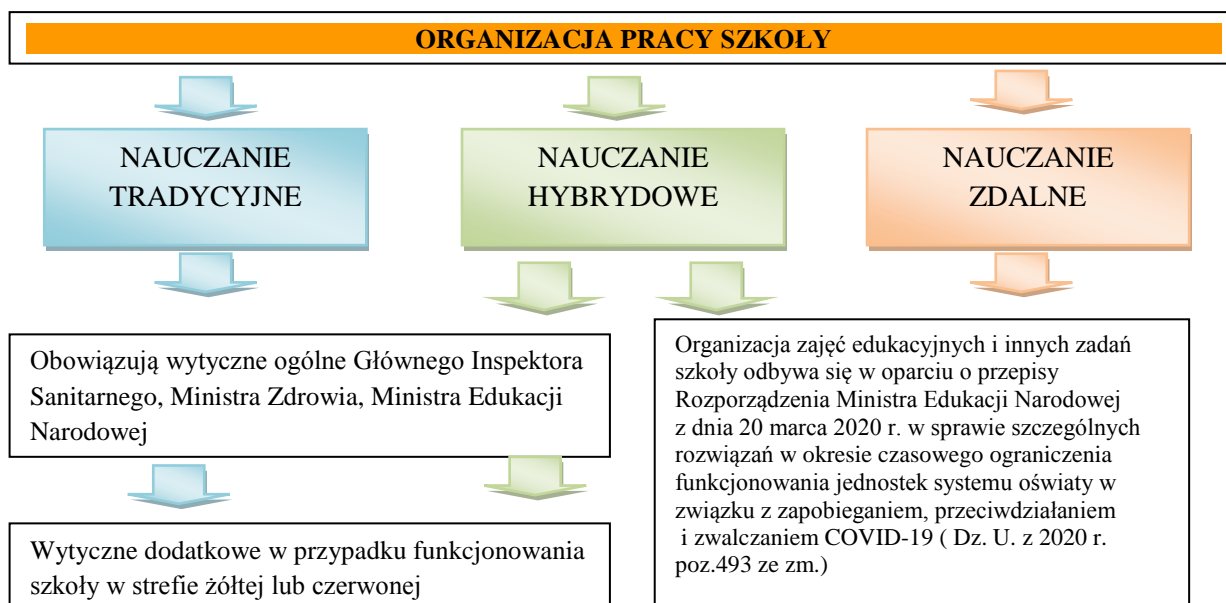 ORGANIZACJA PRACY SZKOŁY
NAUCZANIE
TRADYCYJNE
NAUCZANIE
HYBRYDOWE
NAUCZANIE
ZDALNE
Obowiązują wytyczne ogólne Głównego Inspektora
Sanitarnego, Ministra Zdrowia, Ministra Edukacji
Narodowej
Wytyczne dodatkowe w przypadku funkcjonowania
szkoły w strefie żółtej lub czerwonej
Organizacja zajęć edukacyjnych i innych zadań
szkoły odbywa się w oparciu o przepisy
Rozporządzenia Ministra Edukacji Narodowej
z dnia 20 marca 2020 r. w sprawie szczególnych
rozwiązań w okresie czasowego ograniczenia
funkcjonowania jednostek systemu oświaty w
związku z zapobieganiem, przeciwdziałaniem
i zwalczaniem COVID-19 ( Dz. U. z 2020 r.
poz.493 ze zm.)